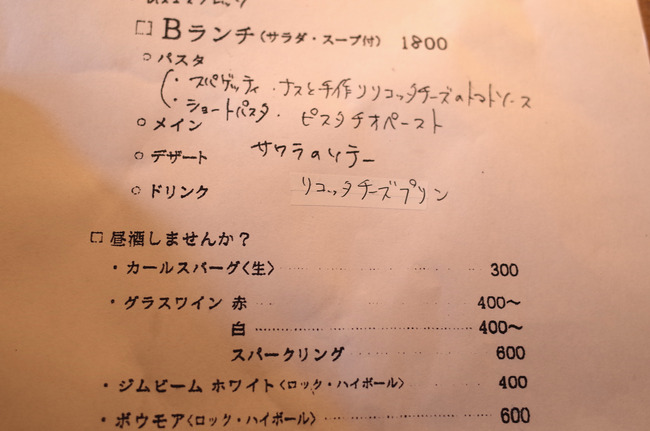 □ Bランチ（サラダ・スープ付） 1800
○ パスタ
・スパゲッティ・ナスと手作りリコッタチーズのトマトソース
・ショートパスタ・ピスタチオペースト
○ メイン
サワラのソテー
○ デザート
リコッタチーズプリン
○ ドリンク
□ 昼酒しませんか？
・カールスバーグ〈生〉 ………… 300
・グラスワイン 赤 ………… 400〜
白 ………… 400〜
スパークリング ………… 600
・ジムビーム ホワイト〈ロック・ハイボール〉 ………… 400
・ボウモア〈ロック・ハイボール〉 ………… 600